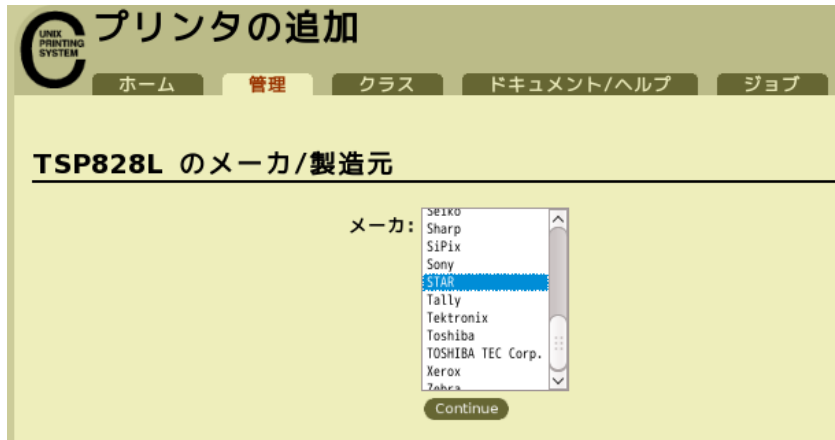 UNIX
PRINTING
SYSTEM
プリンタの追加
ホーム 管理 クラス ドキュメント/ヘルプ ジョブ
TSP828L のメーカ/製造元
メーカ:
Seiko
Sharp
SiPix
Sony
STAR
Tally
Tektronix
Toshiba
TOSHIBA TEC Corp.
Xerox
Zebra
Continue